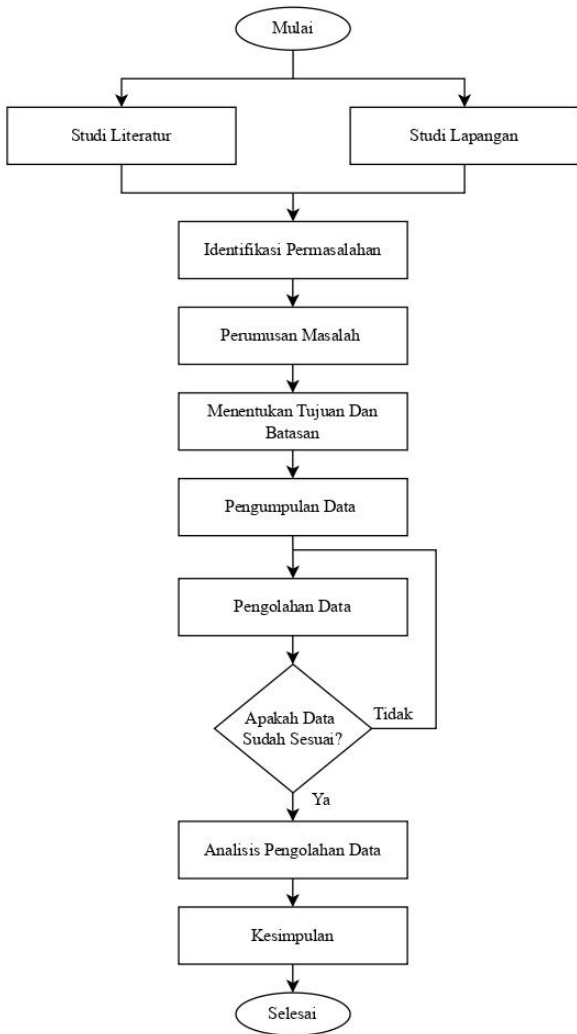 Mulai
Studi Literatur
Studi Lapangan
Identifikasi Permasalahan
Perumusan Masalah
Menentukan Tujuan Dan
Batasan
Pengumpulan Data
Pengolahan Data
Apakah Data
Sudah Sesuai?
Tidak
Ya
Analisis Pengolahan Data
Kesimpulan
Selesai